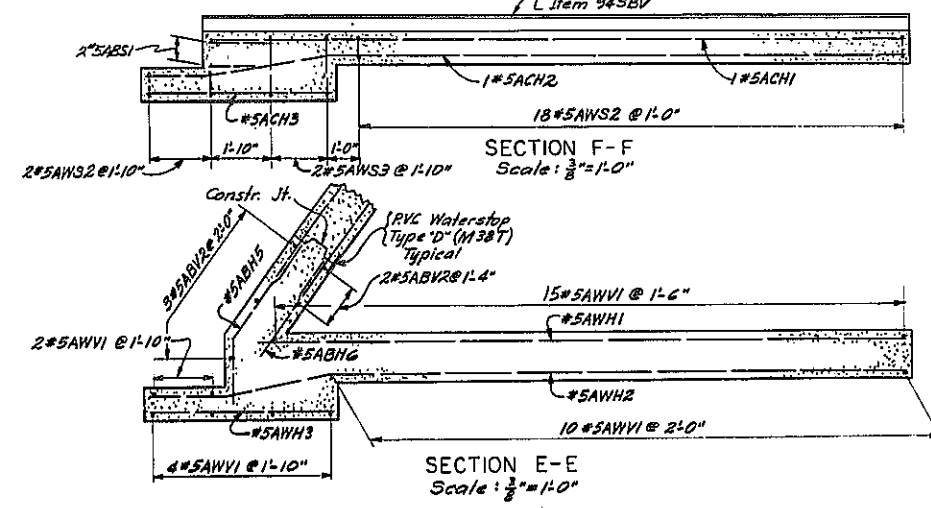 L Item 945BV
2#5ABS1
1#5ACH2
1#5ACH1
#5ACH3
18#5AWS2 @ 1'-0"
1'-10"
1'-0"
SECTION F-F
Scale: 3/8"=1'-0"
2#5AWS2@1'-10"
2#5AWS3 @ 1'-10"
Constr. Jt.
P.V.C. Waterstop
Type "D" (M38T)
Typical
3#5ABV2@2'-0"
#5ABH5
2#5ABV2@1'-4"
15#5AWV1 @ 1'-6"
#5AWH1
2#5AWV1 @ 1'-10"
#5ABH6
#5AWH2
#5AWH3
10#5AWV1 @ 2'-0"
4#5AWV1 @ 1'-10"
SECTION E-E
Scale: 3/8"=1'-0"